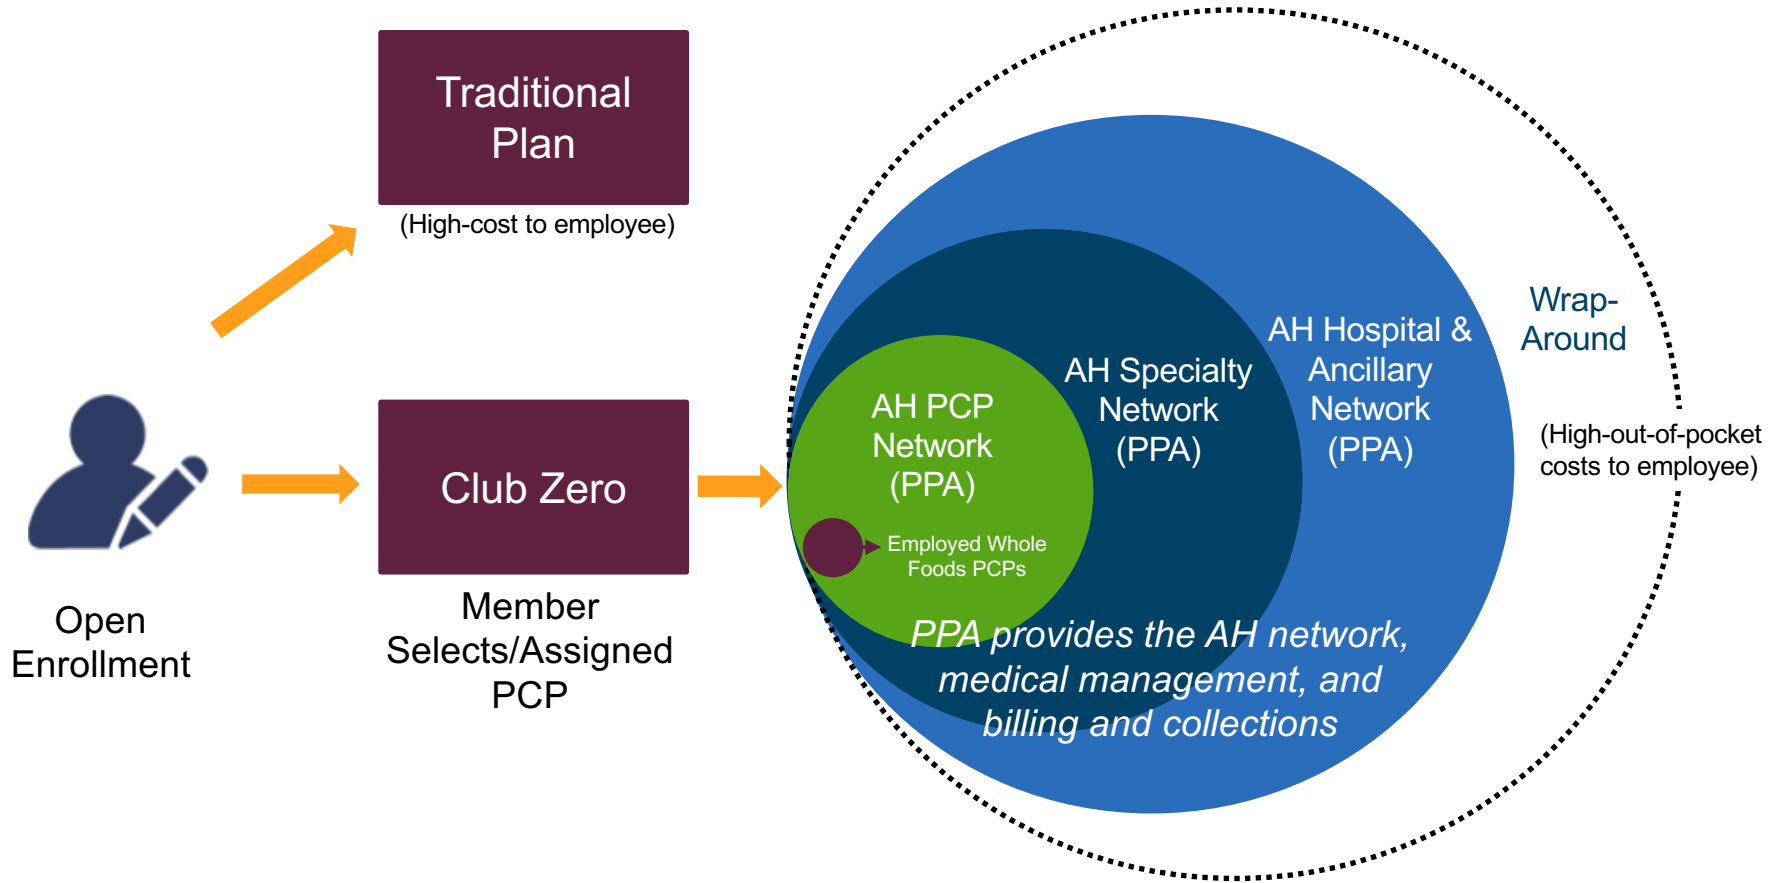 Traditional
Plan
(High-cost to employee)
Open
Enrollment
Club Zero
Member
Selects/Assigned
PCP
AH PCP
Network
(PPA)
Employed Whole
Foods PCPs
AH Specialty
Network
(PPA)
AH Hospital &
Ancillary
Network
(PPA)
Wrap-
Around
(High-out-of-pocket
costs to employee)
PPA provides the AH network,
medical management, and
billing and collections